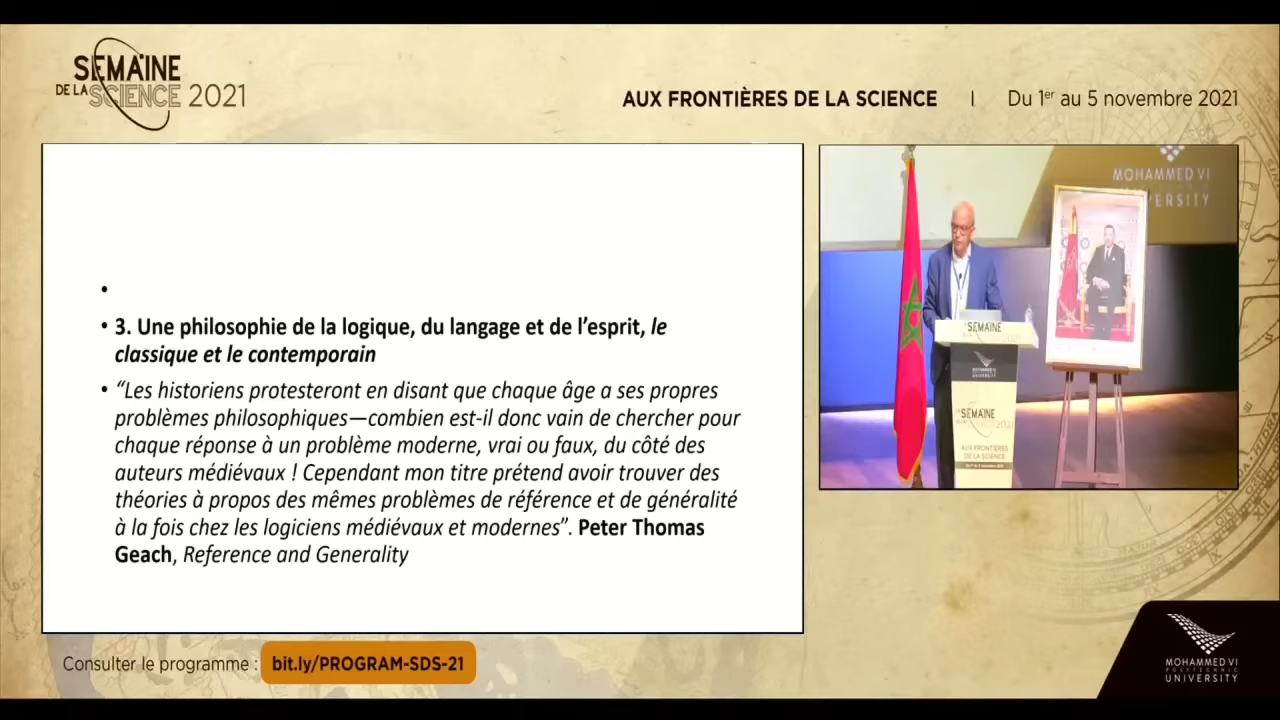 SEMAINE
DE LA SCIENCE 2021
AUX FRONTIÈRES DE LA SCIENCE | Du 1er au 5 novembre 2021
•
• 3. Une philosophie de la logique, du langage et de l’esprit, le
classique et le contemporain
• “Les historiens protesteront en disant que chaque âge a ses propres
problèmes philosophiques—combien est-il donc vain de chercher pour
chaque réponse à un problème moderne, vrai ou faux, du côté des
auteurs médiévaux ! Cependant mon titre prétend avoir trouver des
théories à propos des mêmes problèmes de référence et de généralité
à la fois chez les logiciens médiévaux et modernes”. Peter Thomas
Geach, Reference and Generality
MOHAMMED VI
ERSITY
SEMAINE
SEMAINE
2021
AUX FRONTIÈRES
DE LA SCIENCE
Consulter le programme : bit.ly/PROGRAM-SDS-21
MOHAMMED VI
POLYTECHNIC
UNIVERSITY